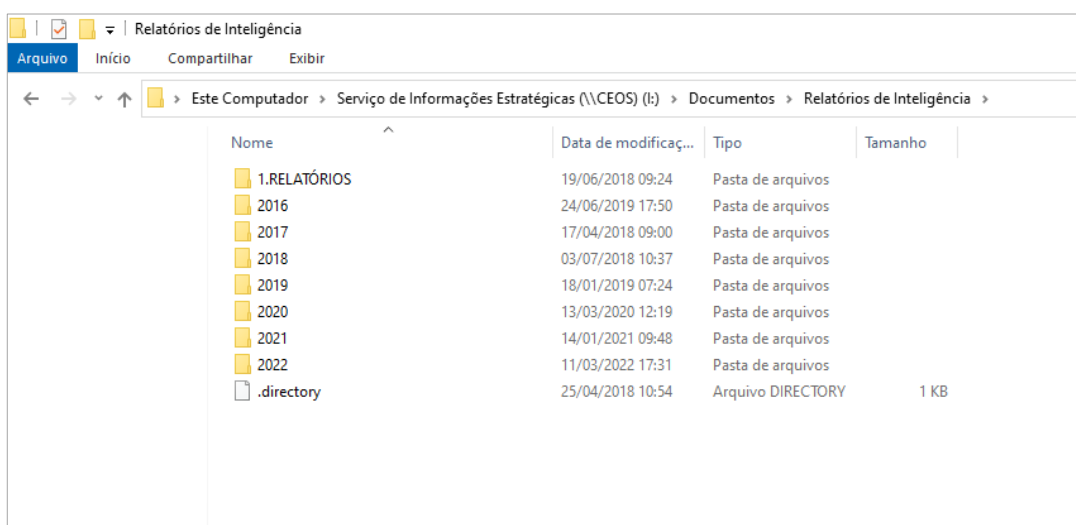 Relatórios de Inteligência
Arquivo Início Compartilhar Exibir
Este Computador > Serviço de Informações Estratégicas (\\CEOS) (I:) > Documentos > Relatórios de Inteligência >
Nome Data de modificaç... Tipo Tamanho
1.RELATÓRIOS 19/06/2018 09:24 Pasta de arquivos
2016 24/06/2019 17:50 Pasta de arquivos
2017 17/04/2018 09:00 Pasta de arquivos
2018 03/07/2018 10:37 Pasta de arquivos
2019 18/01/2019 07:24 Pasta de arquivos
2020 13/03/2020 12:19 Pasta de arquivos
2021 14/01/2021 09:48 Pasta de arquivos
2022 11/03/2022 17:31 Pasta de arquivos
.directory 25/04/2018 10:54 Arquivo DIRECTORY 1 KB